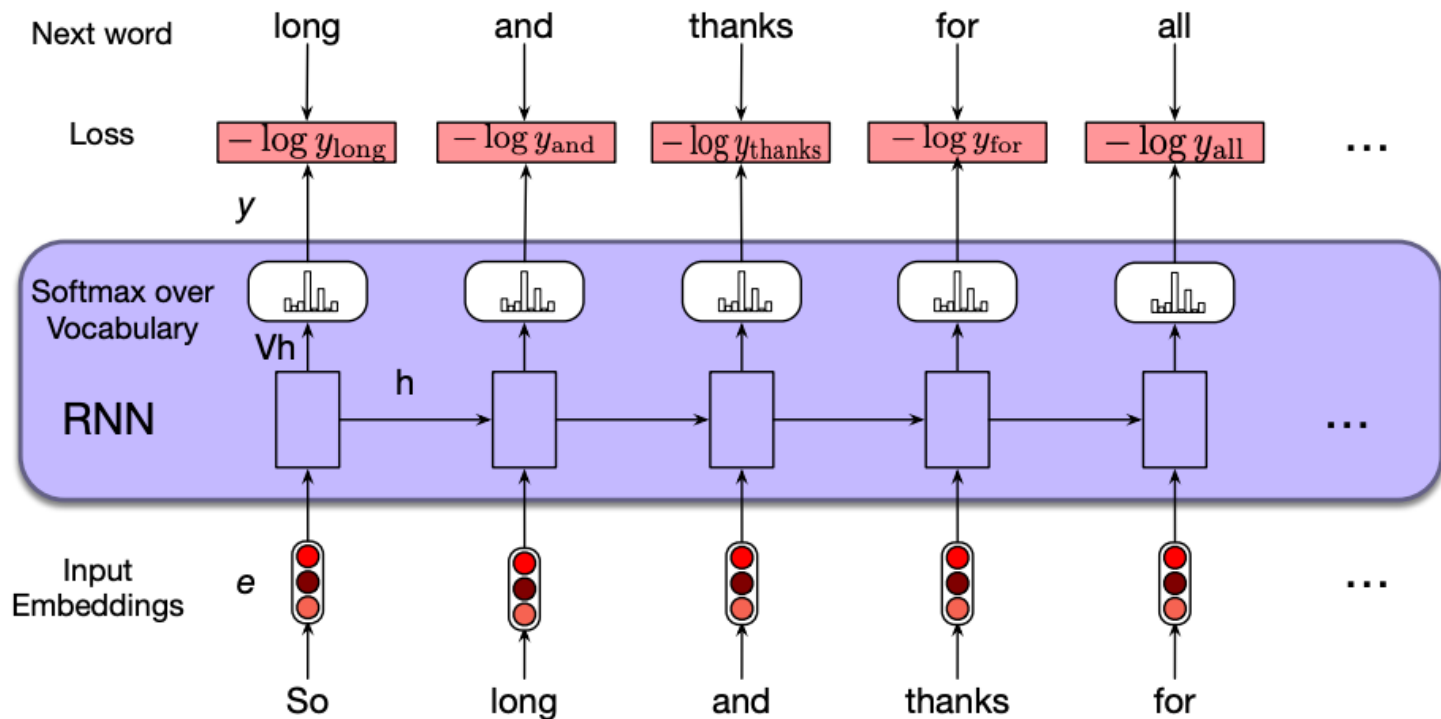 Next word long and thanks for all
Loss − log y_long − log y_and − log y_thanks − log y_for − log y_all ...
y
Softmax over
Vocabulary
Vh
h
RNN ...
Input
Embeddings
e ...
So long and thanks for